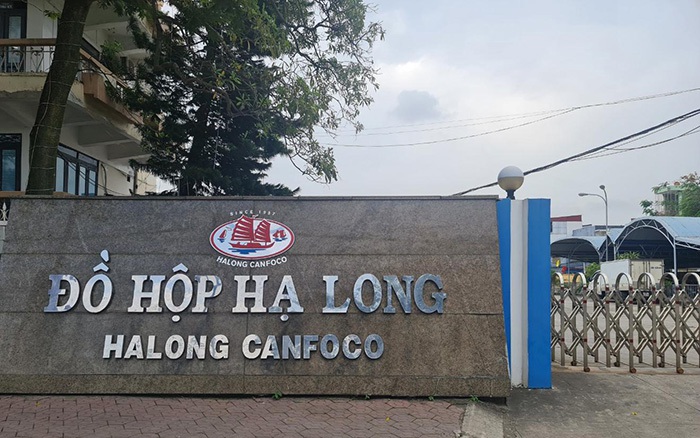 SINCE 1957
HALONG CANFOCO
ĐỒ HỘP HẠ LONG
HALONG CANFOCO